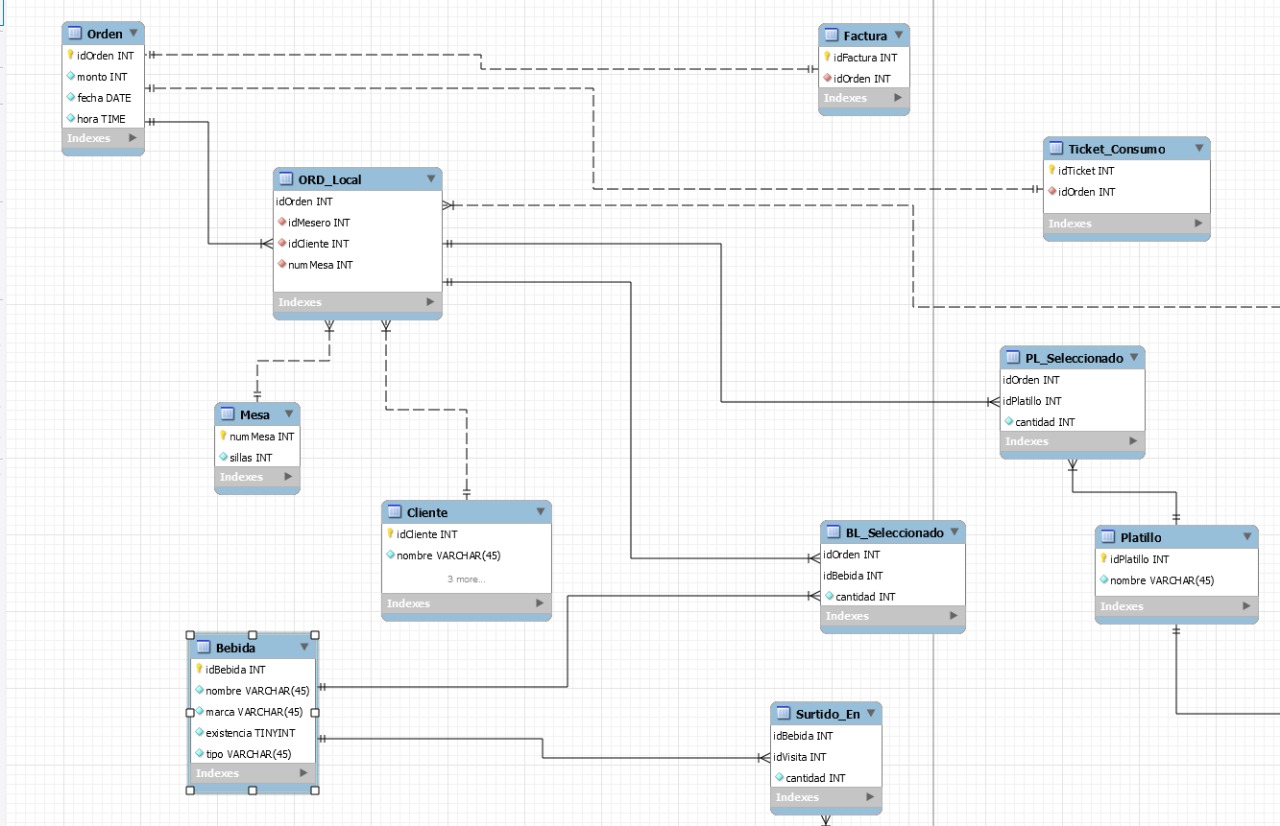 Orden
idOrden INT
monto INT
fecha DATE
hora TIME
Indexes
Factura
idFactura INT
idOrden INT
Indexes
Ticket_Consumo
idTicket INT
idOrden INT
Indexes
ORD_Local
idOrden INT
idMesero INT
idCliente INT
numMesa INT
Indexes
PL_Seleccionado
idOrden INT
idPlatillo INT
cantidad INT
Indexes
Mesa
numMesa INT
sillas INT
Indexes
Cliente
idCliente INT
nombre VARCHAR(45)
3 more...
Indexes
BL_Seleccionado
idOrden INT
idBebida INT
cantidad INT
Indexes
Platillo
idPlatillo INT
nombre VARCHAR(45)
Indexes
Bebida
idBebida INT
nombre VARCHAR(45)
marca VARCHAR(45)
existencia TINYINT
tipo VARCHAR(45)
Indexes
Surtido_En
idBebida INT
idVisita INT
cantidad INT
Indexes